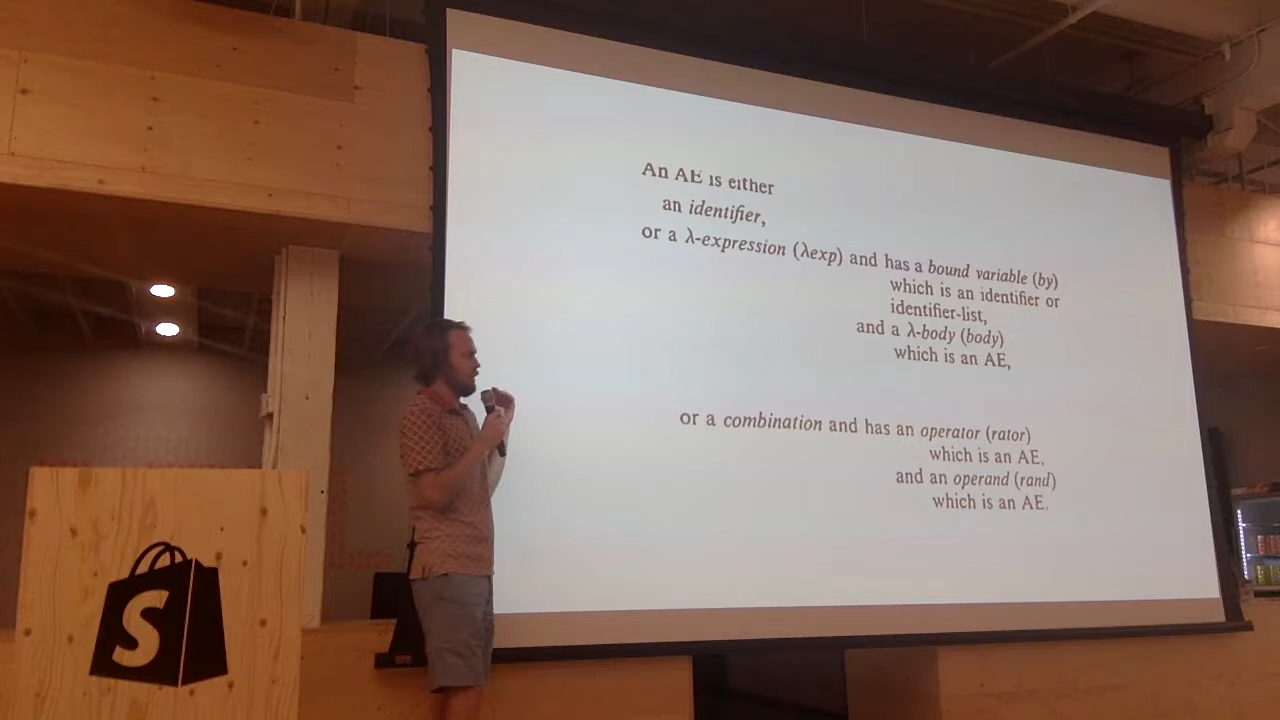 An AE is either
an identifier,
or a λ-expression (λexp) and has a bound variable (bv)
which is an identifier or
identifier-list,
and a λ-body (body)
which is an AE,
or a combination and has an operator (rator)
which is an AE,
and an operand (rand)
which is an AE.
S